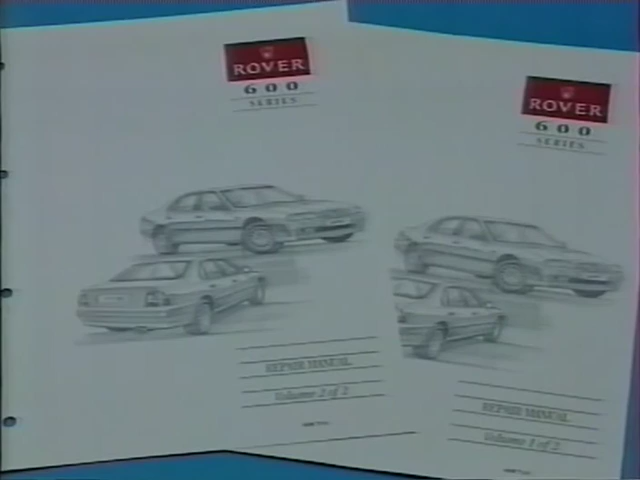 ROVER
600
SERIES
REPAIR MANUAL
Volume 2 of 2
ROVER
600
SERIES
REPAIR MANUAL
Volume 1 of 2